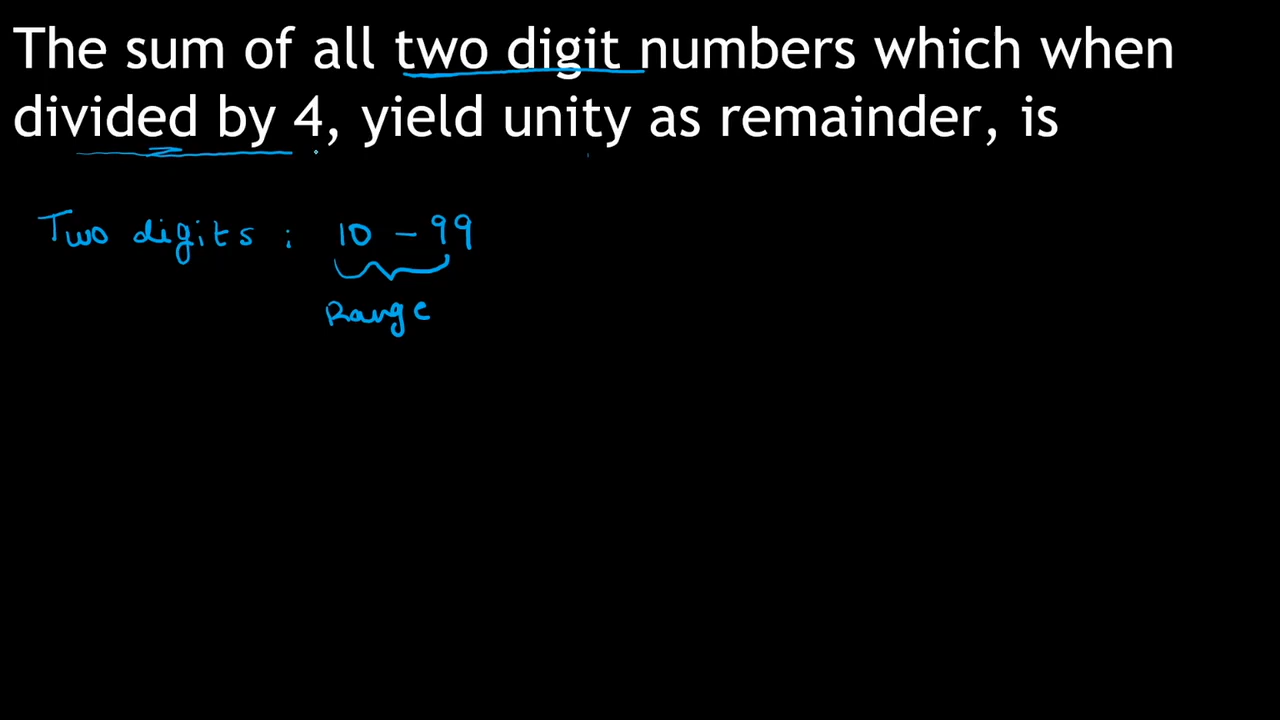 The sum of all two digit numbers which when
divided by 4, yield unity as remainder, is
Two digits : 10 - 99
Range